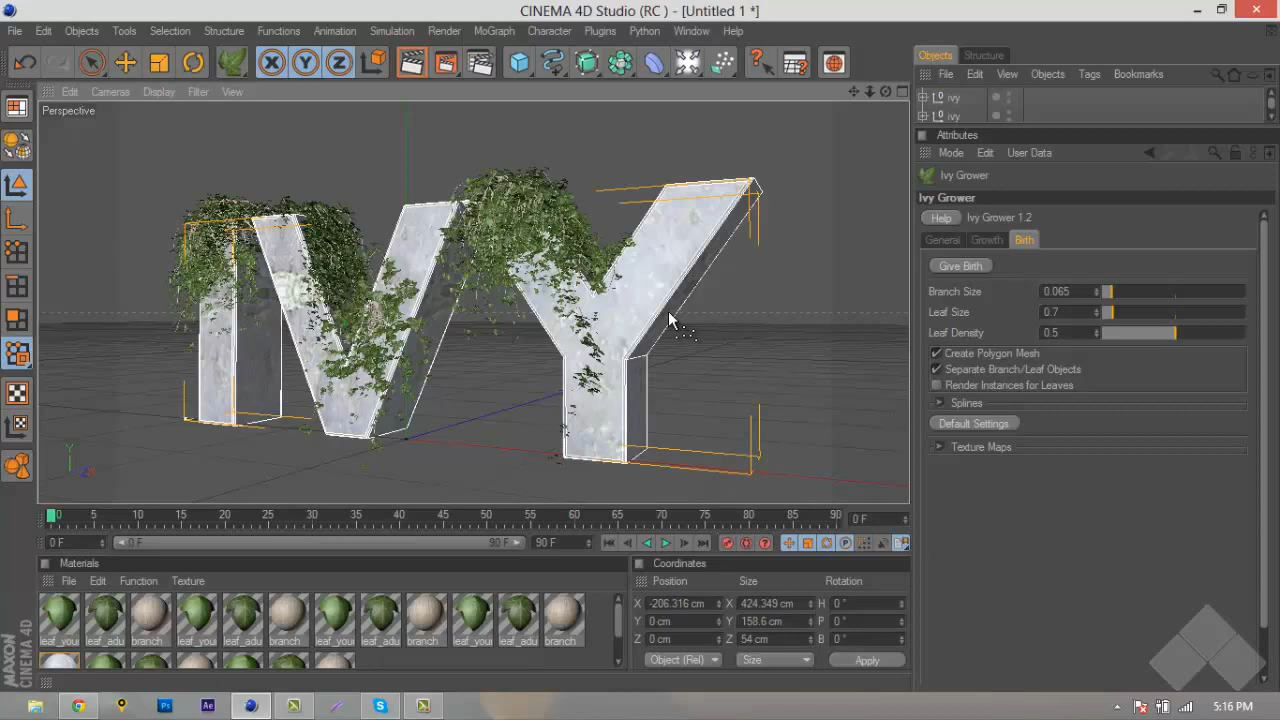 CINEMA 4D Studio (RC ) - [Untitled 1 *]
File Edit Objects Tools Selection Structure Functions Animation Simulation Render MoGraph Character Plugins Python Window Help
Objects Structure
File Edit View Objects Tags Bookmarks
ivy
ivy
Edit Cameras Display Filter View
Perspective
Attributes
Mode Edit User Data
Ivy Grower
Ivy Grower
Help Ivy Grower 1.2
General Growth Birth
Give Birth
Branch Size 0.065
Leaf Size 0.7
Leaf Density 0.5
Create Polygon Mesh
Separate Branch/Leaf Objects
Render Instances for Leaves
Splines
Default Settings
Texture Maps
MY
0 5 10 15 20 25 30 35 40 45 50 55 60 65 70 75 80 85 90 0 F
0 F 0 F 90 F 90 F
Materials
File Edit Function Texture
leaf_you leaf_adu branch leaf_you leaf_adu branch leaf_you leaf_adu branch leaf_you leaf_adu branch
Coordinates
Position Size Rotation
X -206.316 cm X 424.349 cm H 0 °
Y 0 cm Y 158.6 cm P 0 °
Z 0 cm Z 54 cm B 0 °
Object (Rel) Size Apply
MAXON
CINEMA 4D
5:16 PM